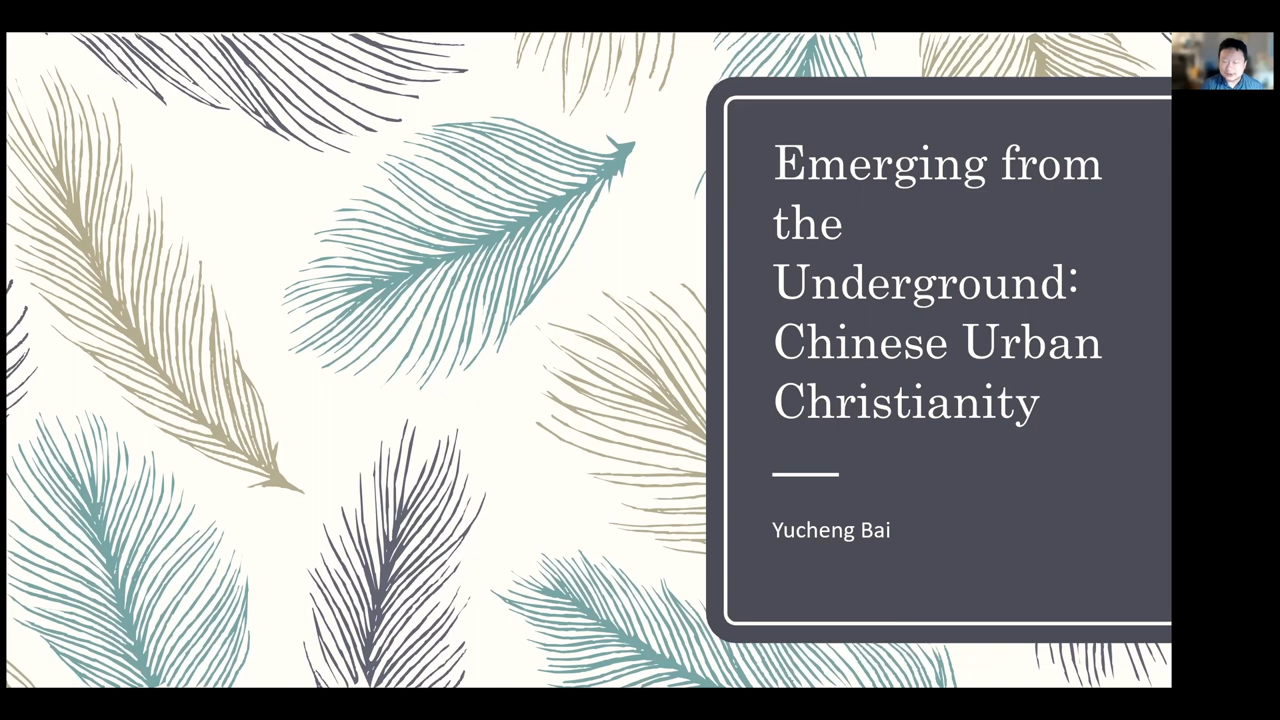 Emerging from
the
Underground:
Chinese Urban
Christianity
Yucheng Bai